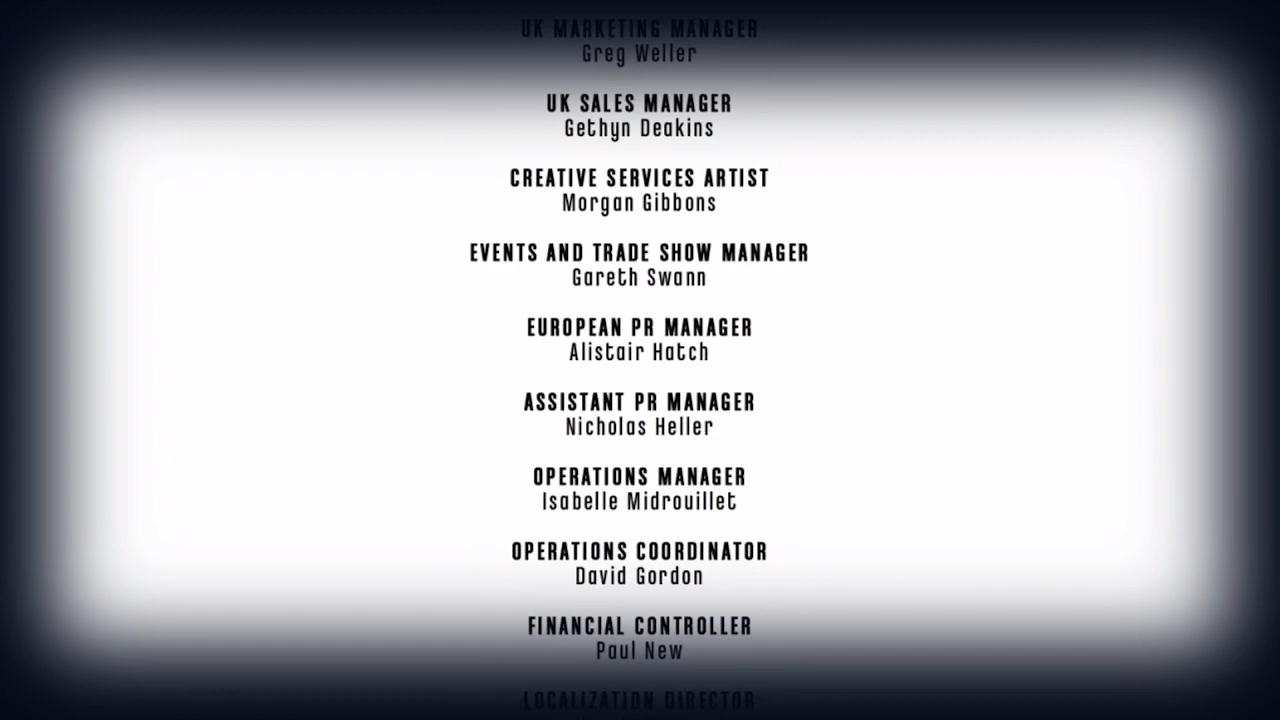 UK MARKETING MANAGER
Greg Weller
UK SALES MANAGER
Gethyn Deakins
CREATIVE SERVICES ARTIST
Morgan Gibbons
EVENTS AND TRADE SHOW MANAGER
Gareth Swann
EUROPEAN PR MANAGER
Alistair Hatch
ASSISTANT PR MANAGER
Nicholas Heller
OPERATIONS MANAGER
Isabelle Midrouillet
OPERATIONS COORDINATOR
David Gordon
FINANCIAL CONTROLLER
Paul New
LOCALIZATION DIRECTOR